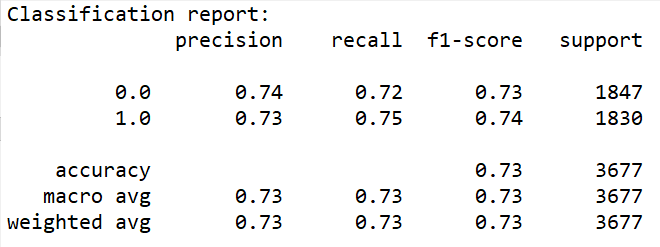 Classification report:
precision recall f1-score support
0.0 0.74 0.72 0.73 1847
1.0 0.73 0.75 0.74 1830
accuracy 0.73 3677
macro avg 0.73 0.73 0.73 3677
weighted avg 0.73 0.73 0.73 3677